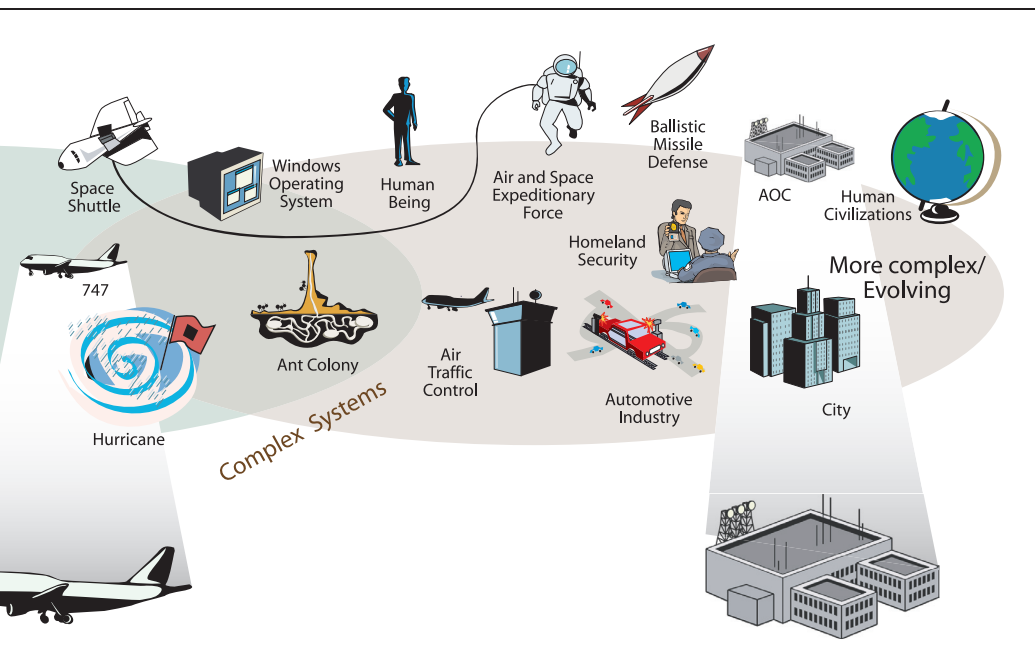 Space
Shuttle
Windows
Operating
System
Human
Being
Air and Space
Expeditionary
Force
Ballistic
Missile
Defense
AOC
Human
Civilizations
747
Homeland
Security
More complex/
Evolving
Hurricane
Ant Colony
Air
Traffic
Control
Automotive
Industry
City
Complex Systems